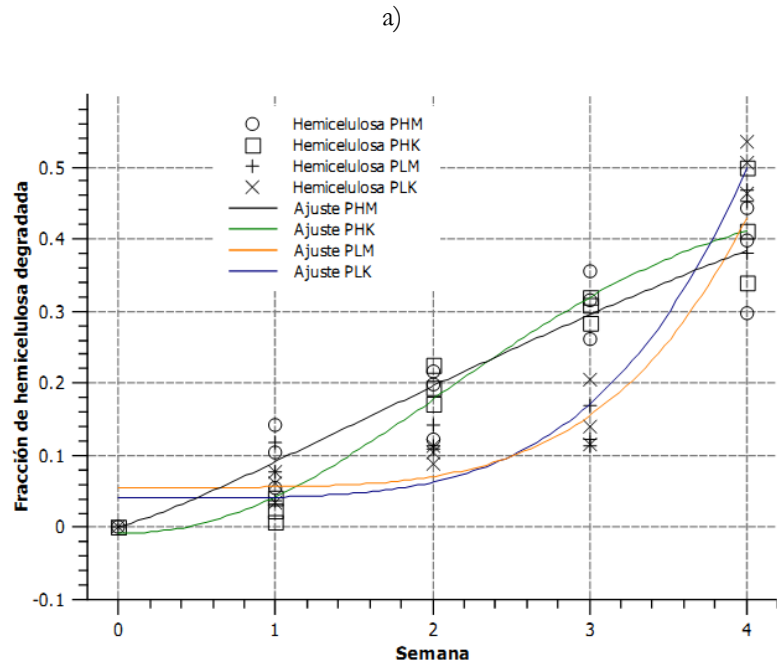 a)
Hemicelulosa PHM
Hemicelulosa PHK
Hemicelulosa PLM
Hemicelulosa PLK
Ajuste PHM
Ajuste PHK
Ajuste PLM
Ajuste PLK
Fracción de hemicelulosa degradada
0.5
0.4
0.3
0.2
0.1
0
-0.1
0 1 2 3 4
Semana